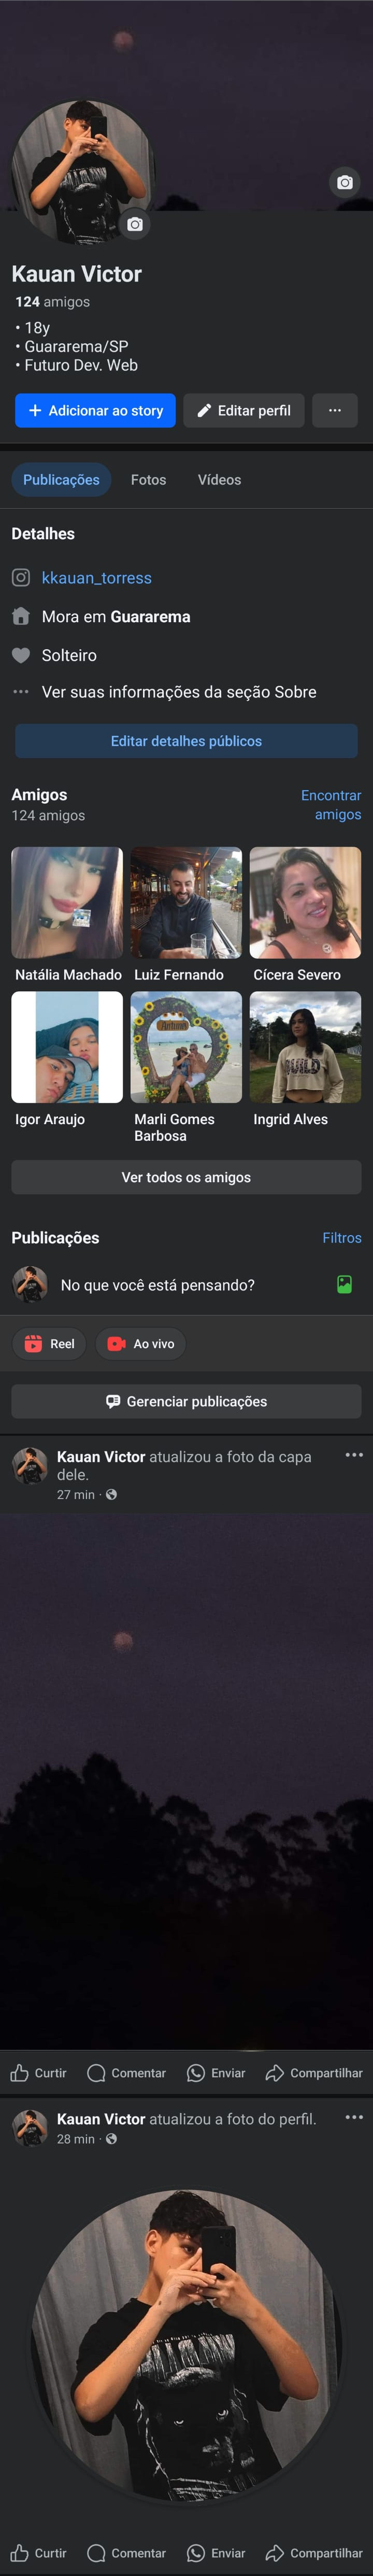 Kauan Victor
124 amigos
• 18y
• Guararema/SP
• Futuro Dev. Web
Adicionar ao story
Editar perfil
Publicações
Fotos
Vídeos
Detalhes
kkauan_torress
Mora em Guararema
Solteiro
Ver suas informações da seção Sobre
Editar detalhes públicos
Amigos
124 amigos
Encontrar
amigos
Natália Machado
Luiz Fernando
Cícera Severo
Igor Araujo
Marli Gomes
Barbosa
Ingrid Alves
Ver todos os amigos
Publicações
Filtros
No que você está pensando?
Reel
Ao vivo
Gerenciar publicações
Kauan Victor atualizou a foto da capa
dele.
27 min ·
Curtir
Comentar
Enviar
Compartilhar
Kauan Victor atualizou a foto do perfil.
28 min ·
Curtir
Comentar
Enviar
Compartilhar